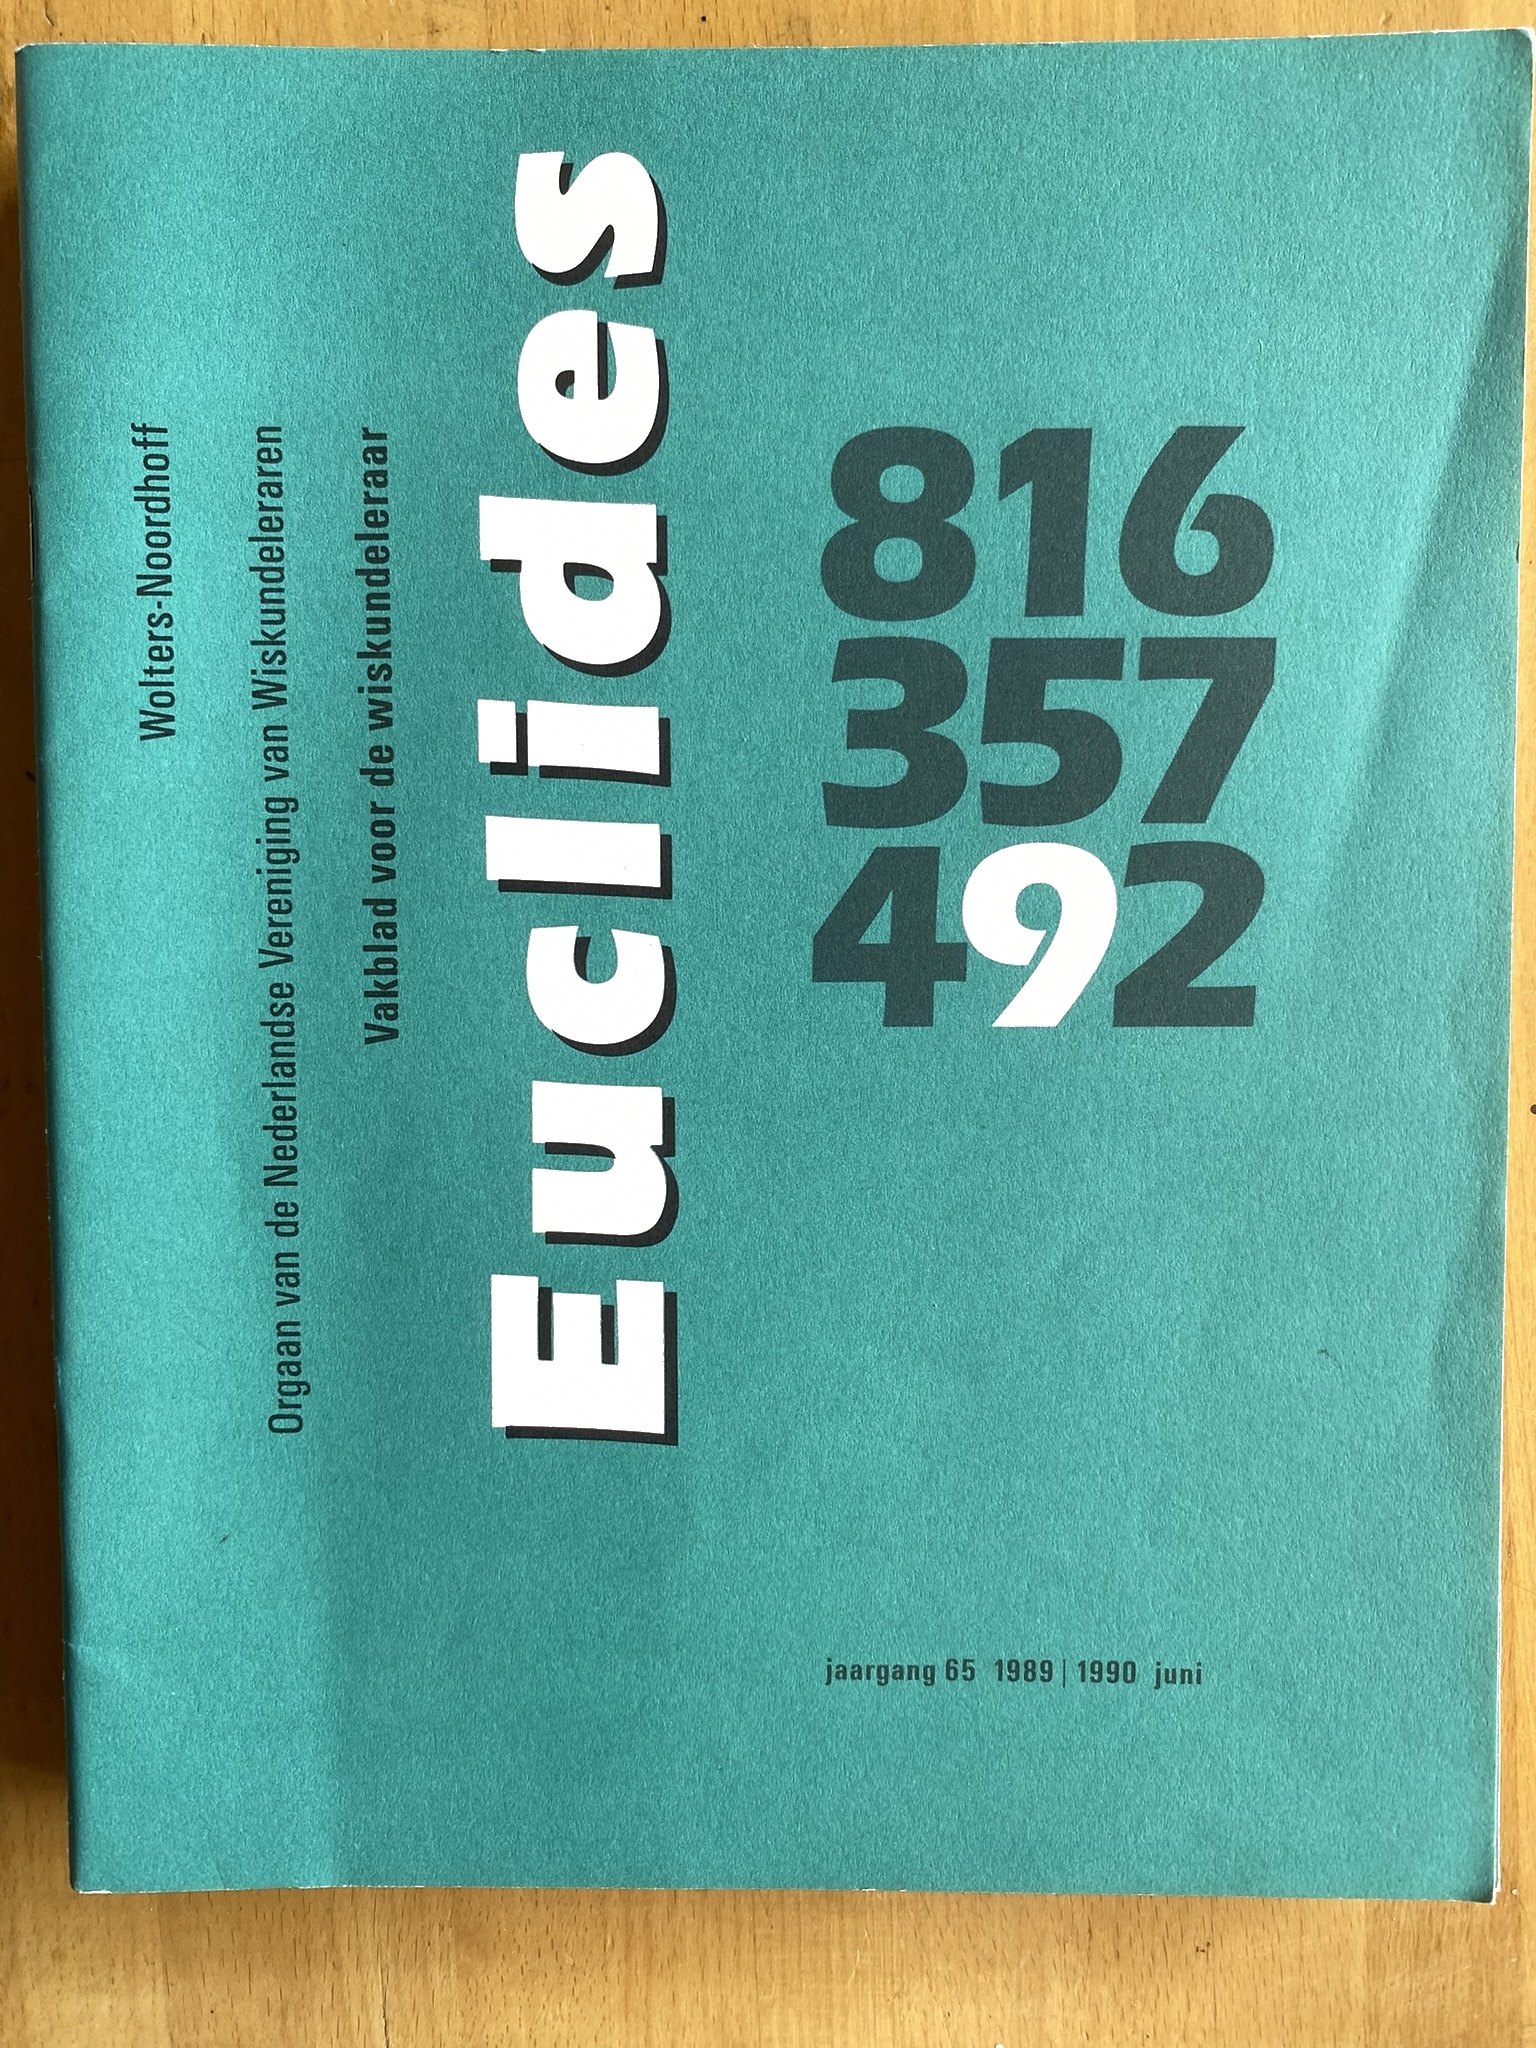 Wolters-Noordhoff
Orgaan van de Nederlandse Vereniging van Wiskundeleraren
Vakblad voor de wiskundeleraar
Euclides
816
357
492
jaargang 65 1989 | 1990 juni